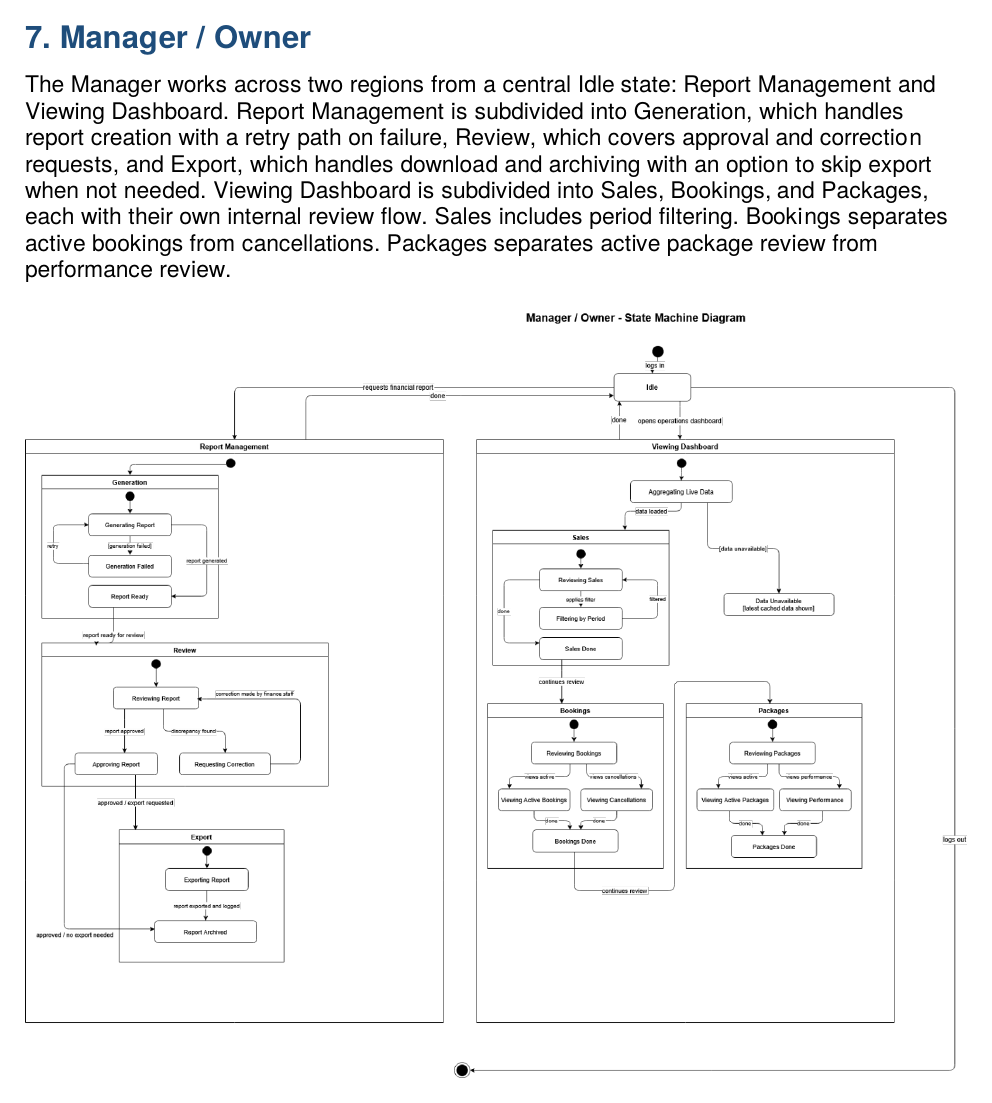 7. Manager / Owner
The Manager works across two regions from a central Idle state: Report Management and
Viewing Dashboard. Report Management is subdivided into Generation, which handles
report creation with a retry path on failure, Review, which covers approval and correction
requests, and Export, which handles download and archiving with an option to skip export
when not needed. Viewing Dashboard is subdivided into Sales, Bookings, and Packages,
each with their own internal review flow. Sales includes period filtering. Bookings separates
active bookings from cancellations. Packages separates active package review from
performance review.
Manager / Owner - State Machine Diagram
logs in
Idle
requests financial report
done
done
opens operations dashboard
Report Management
Generation
Generating Report
retry
[generation failed]
report generated
Generation Failed
Report Ready
report ready for review
Review
Reviewing Report
correction made by finance staff
report approved
discrepancy found
Approving Report
Requesting Correction
approved / export requested
Export
Exporting Report
report exported and logged
Report Archived
approved / no export needed
Viewing Dashboard
Aggregating Live Data
data loaded
[data unavailable]
Data Unavailable
[latest cached data shown]
Sales
Reviewing Sales
applies filter
filtered
done
Filtering by Period
Sales Done
continues review
Bookings
Reviewing Bookings
views active
views cancellations
Viewing Active Bookings
Viewing Cancellations
done
done
Bookings Done
continues review
Packages
Reviewing Packages
views active
views performance
Viewing Active Packages
Viewing Performance
done
done
Packages Done
logs out